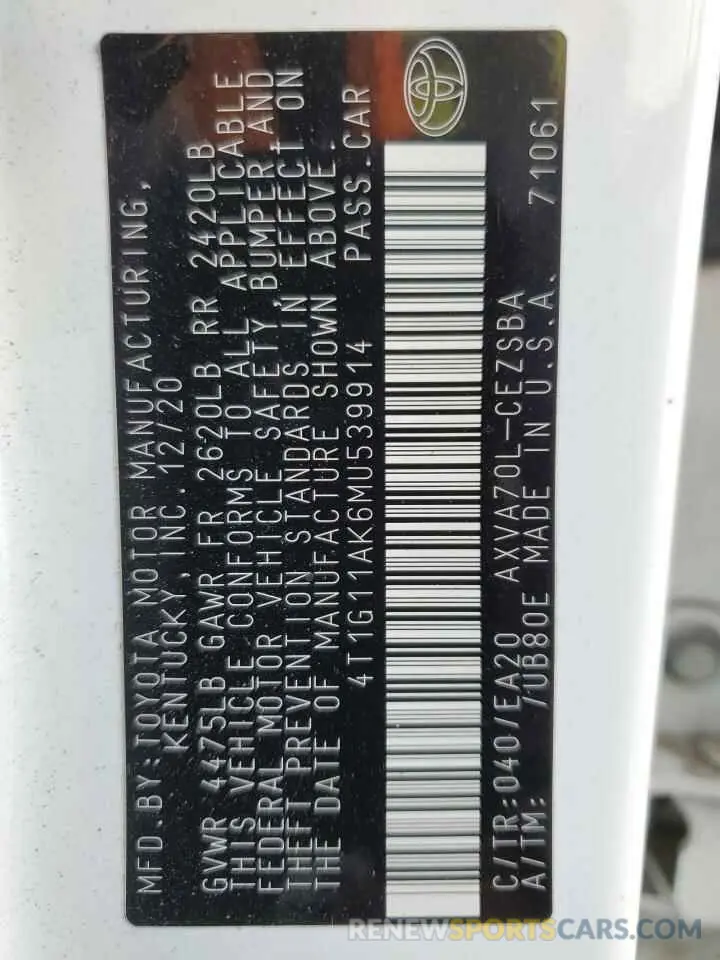 MFD.BY:TOYOTA MOTOR MANUFACTURING,
KENTUCKY, INC. 12/20
GVWR 4475LB GAWR FR 2620LB RR 2420LB
THIS VEHICLE CONFORMS TO ALL APPLICABLE
FEDERAL MOTOR VEHICLE SAFETY, BUMPER, AND
THEFT PREVENTION STANDARDS IN EFFECT ON
THE DATE OF MANUFACTURE SHOWN ABOVE.
4T1G11AK6MU539914 PASS.CAR
C/TR:040/EA20 AXVA70L-CEZSBA 71061
A/TM: /UB80E MADE IN U.S.A.
RENEWSPORTSCARS.COM